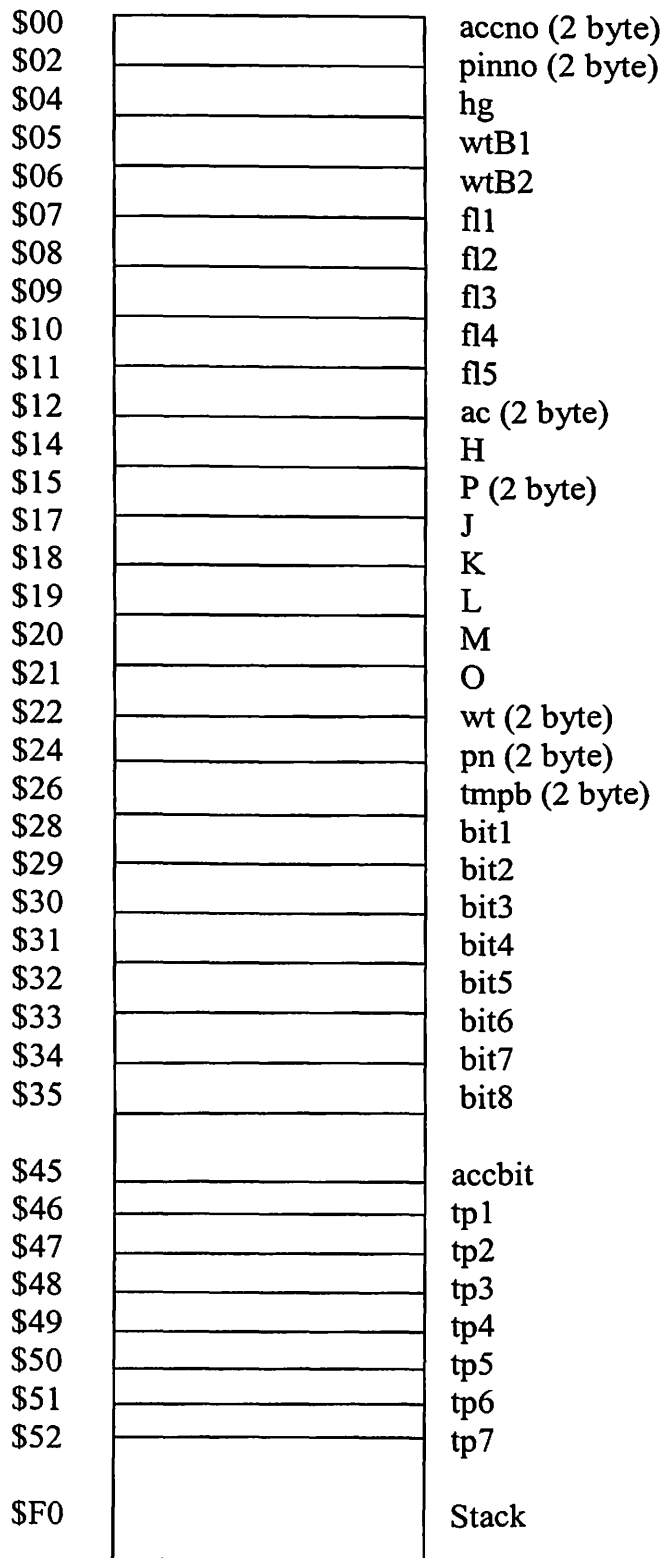 $00 accno (2 byte)
$02 pinno (2 byte)
$04 hg
$05 wtB1
$06 wtB2
$07 fl1
$08 fl2
$09 fl3
$10 fl4
$11 fl5
$12 ac (2 byte)
$14 H
$15 P (2 byte)
$17 J
$18 K
$19 L
$20 M
$21 O
$22 wt (2 byte)
$24 pn (2 byte)
$26 tmpb (2 byte)
$28 bit1
$29 bit2
$30 bit3
$31 bit4
$32 bit5
$33 bit6
$34 bit7
$35 bit8
$45 accbit
$46 tp1
$47 tp2
$48 tp3
$49 tp4
$50 tp5
$51 tp6
$52 tp7
$F0 Stack